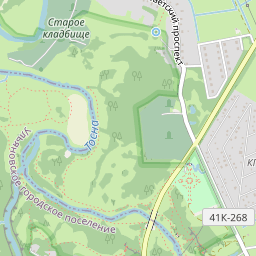 Старое
кладбище
ветский проспект
Тосна
Ульяновское городское поселение
41К-268